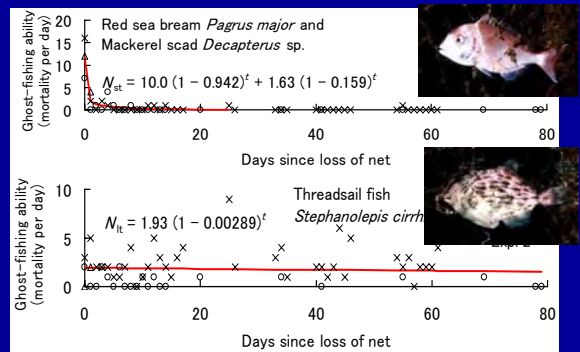 Ghost-fishing ability
(mortality per day)
20
15
10
5
0
Red sea bream Pagrus major and
Mackerel scad Decapterus sp.
Nst = 10.0 (1 - 0.942)t + 1.63 (1 - 0.159)t
0 20 40 60 80
Days since loss of net
Ghost-fishing ability
(mortality per day)
10
5
0
Threadsail fish
Stephanolepis
Nlt = 1.93 (1 - 0.00289)t
0 20 40 60 80
Days since loss of net